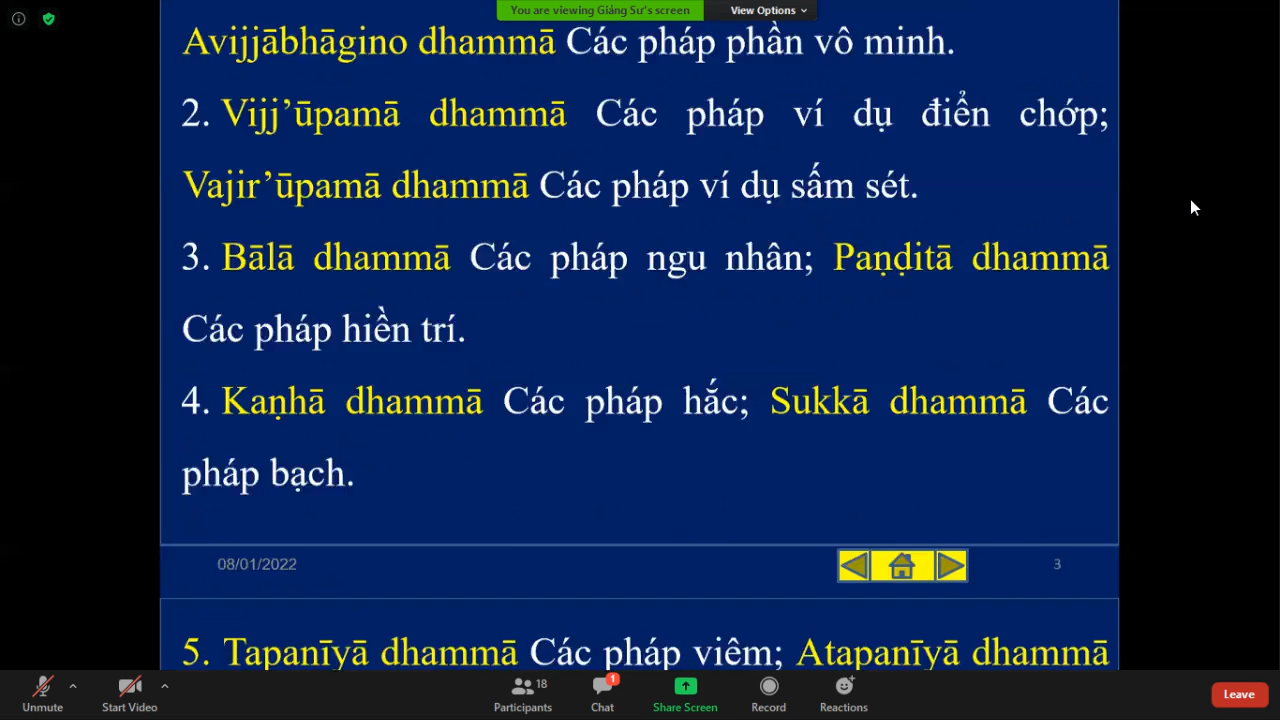 You are viewing Giảng Sư's screen
View Options
Avijjābhāgino dhammā Các pháp phần vô minh.
2. Vijj’ūpamā dhammā Các pháp ví dụ điển chớp;
Vajir’ūpamā dhammā Các pháp ví dụ sấm sét.
3. Bālā dhammā Các pháp ngu nhân; Paṇḍitā dhammā
Các pháp hiền trí.
4. Kaṇhā dhammā Các pháp hắc; Sukkā dhammā Các
pháp bạch.
08/01/2022
3
5. Tapanīyā dhammā Các pháp viêm; Atapanīyā dhammā
Unmute
Start Video
18
Participants
1
Chat
Share Screen
Record
Reactions
Leave